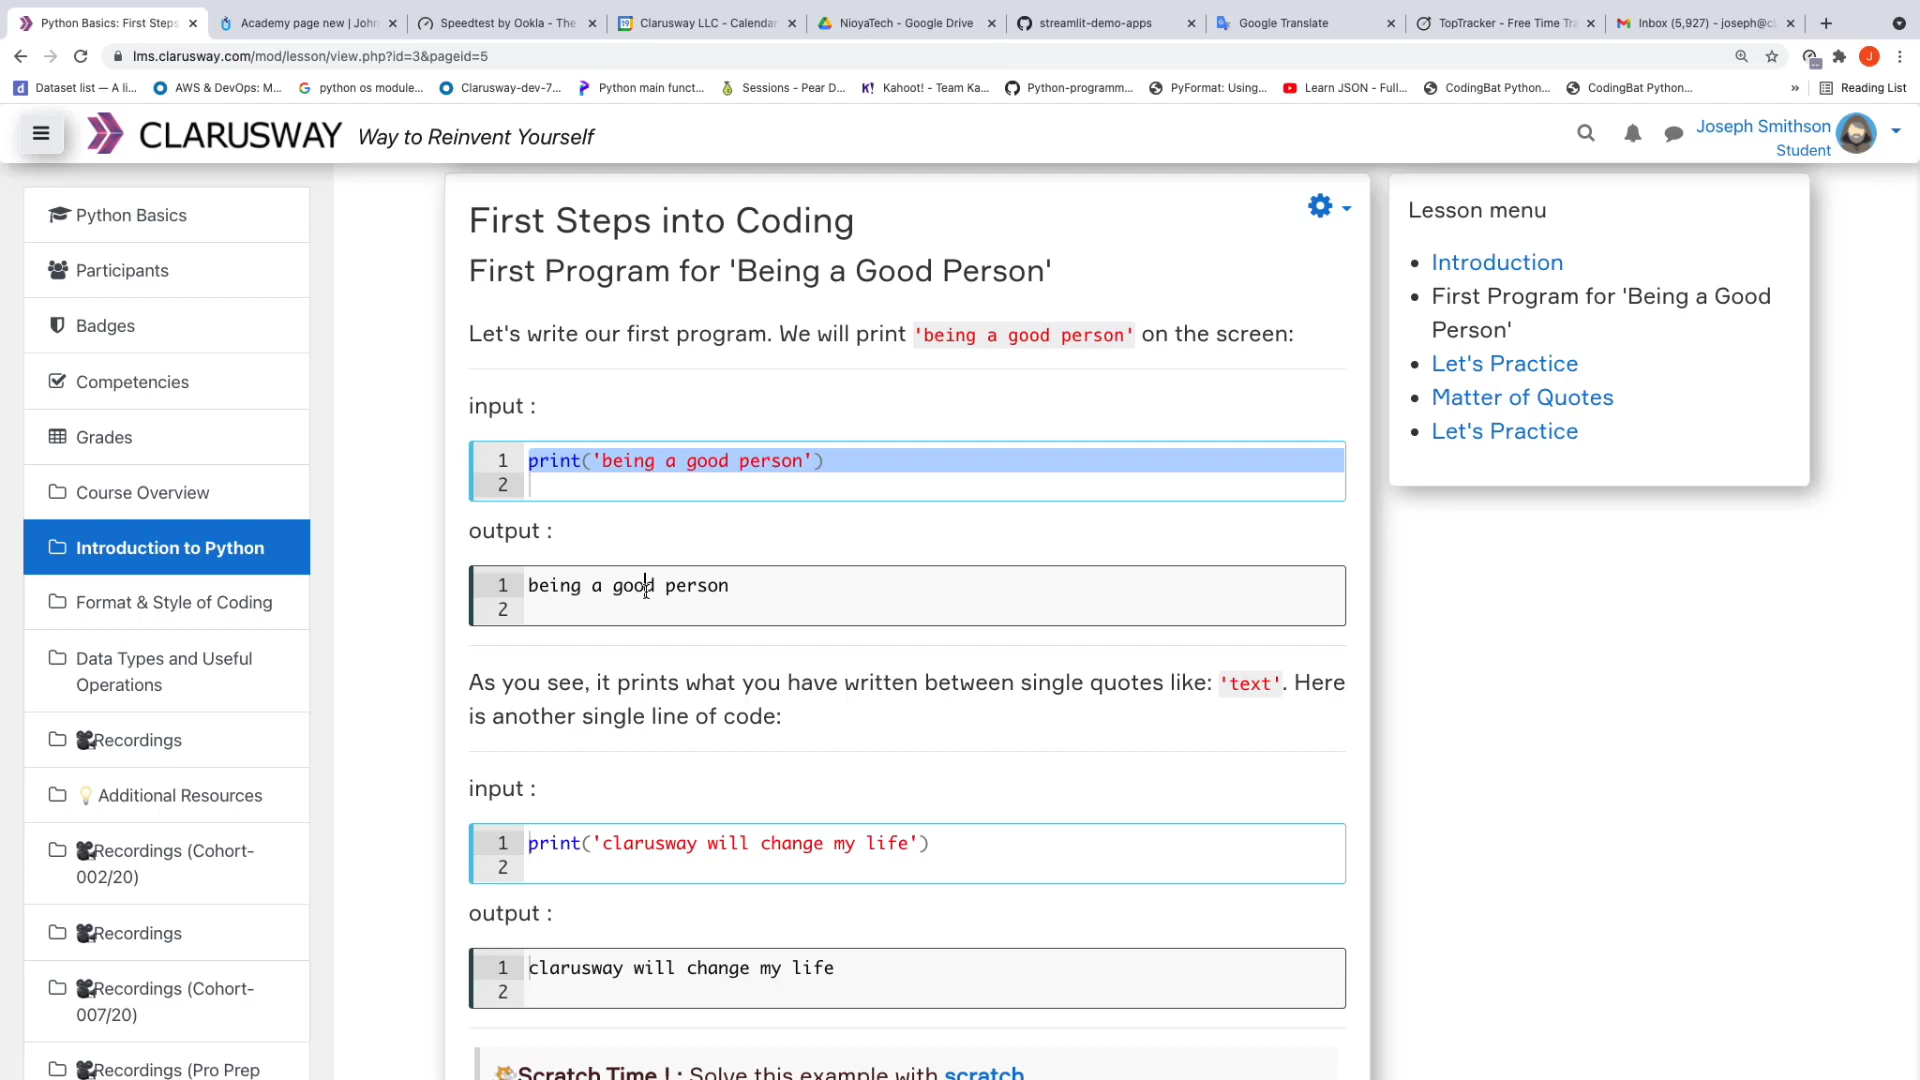 Python Basics: First Steps
Academy page new | John
Speedtest by Ookla - The
Clarusway LLC - Calendar
NioyaTech - Google Drive
streamlit-demo-apps
Google Translate
TopTracker - Free Time Tra
Inbox (5,927) - joseph@cl
lms.clarusway.com/mod/lesson/view.php?id=3&pageid=5
Dataset list — A li...
AWS & DevOps: M...
python os module...
Clarusway-dev-7...
Python main funct...
Sessions - Pear D...
Kahoot! - Team Ka...
Python-programm...
PyFormat: Using...
Learn JSON - Full...
CodingBat Python...
CodingBat Python...
»
Reading List
CLARUSWAY Way to Reinvent Yourself
Joseph Smithson
Student
Python Basics
Participants
Badges
Competencies
Grades
Course Overview
Introduction to Python
Format & Style of Coding
Data Types and Useful
Operations
Recordings
Additional Resources
Recordings (Cohort-
002/20)
Recordings
Recordings (Cohort-
007/20)
Recordings (Pro Prep
First Steps into Coding
First Program for 'Being a Good Person'
Let's write our first program. We will print 'being a good person' on the screen:
input :
1 print('being a good person')
2
output :
1 being a good person
2
As you see, it prints what you have written between single quotes like: 'text'. Here
is another single line of code:
input :
1 print('clarusway will change my life')
2
output :
1 clarusway will change my life
2
Scratch Time ! : Solve this example with scratch
Lesson menu
Introduction
First Program for 'Being a Good
Person'
Let's Practice
Matter of Quotes
Let's Practice